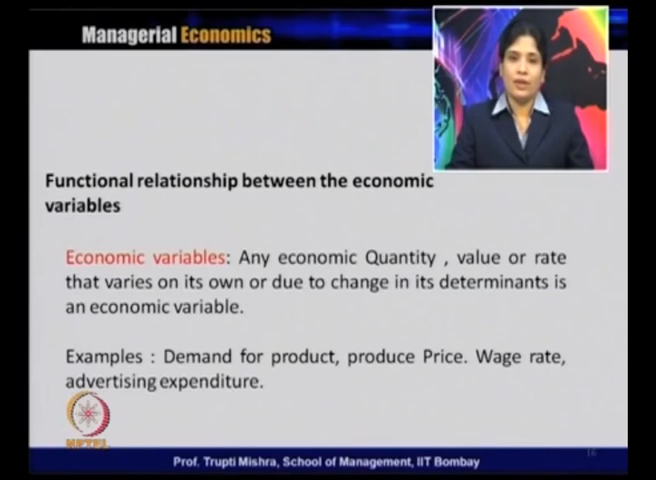 Managerial Economics
Functional relationship between the economic
variables
Economic variables: Any economic Quantity , value or rate
that varies on its own or due to change in its determinants is
an economic variable.
Examples : Demand for product, produce Price. Wage rate,
advertising expenditure.
NPTEL
Prof. Trupti Mishra, School of Management, IIT Bombay
16